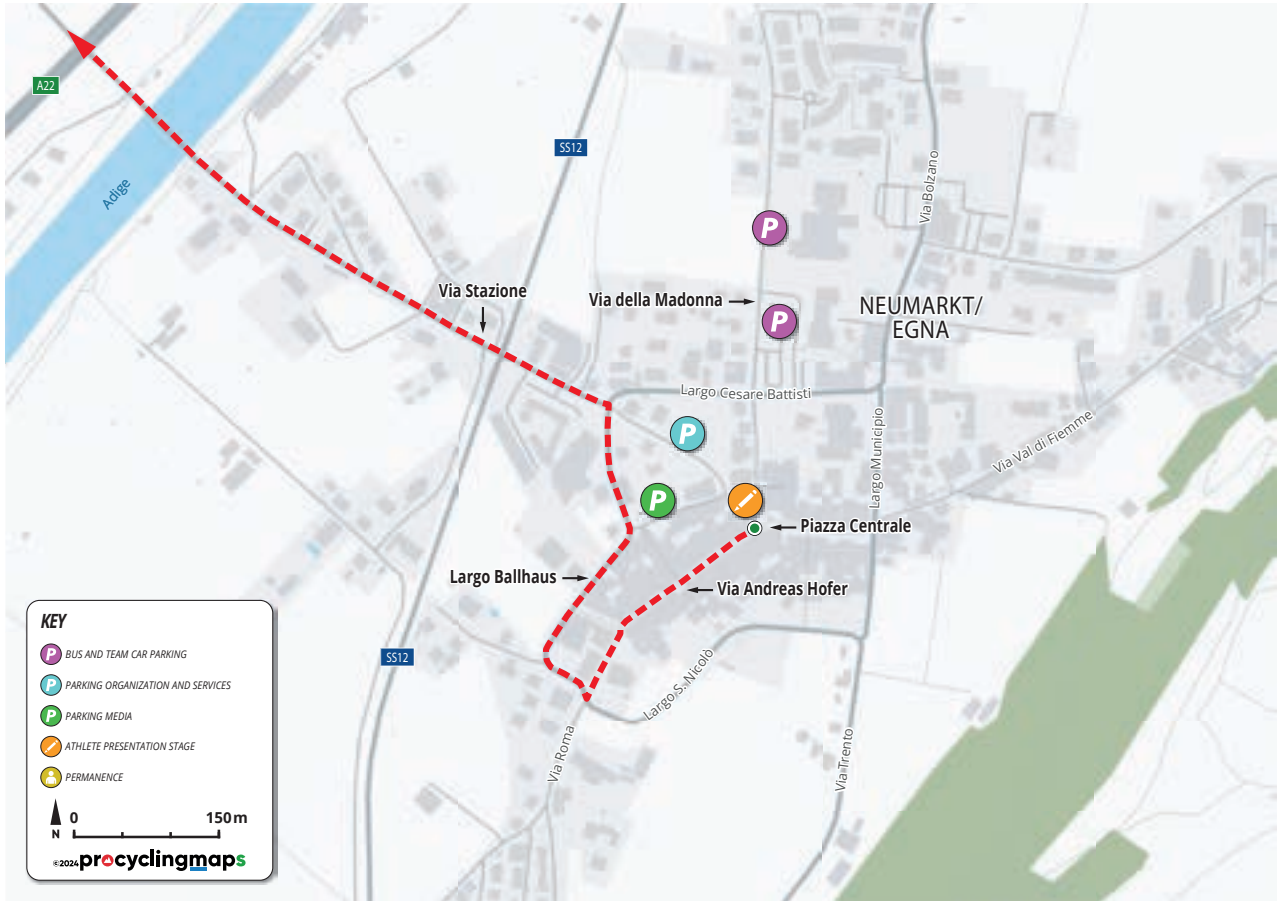 A22
Adige
SS12
Via Bolzano
P
Via Stazione
Via della Madonna
P
NEUMARKT/
EGNA
Largo Cesare Battisti
P
Largo Municipio
Via Val di Fiemme
P
Piazza Centrale
Largo Ballhaus
Via Andreas Hofer
SS12
Largo S. Nicolò
Via Roma
Via Trento
KEY
P BUS AND TEAM CAR PARKING
P PARKING ORGANIZATION AND SERVICES
P PARKING MEDIA
ATHLETE PRESENTATION STAGE
PERMANENCE
0 150 m
N
©2024 procyclingmaps